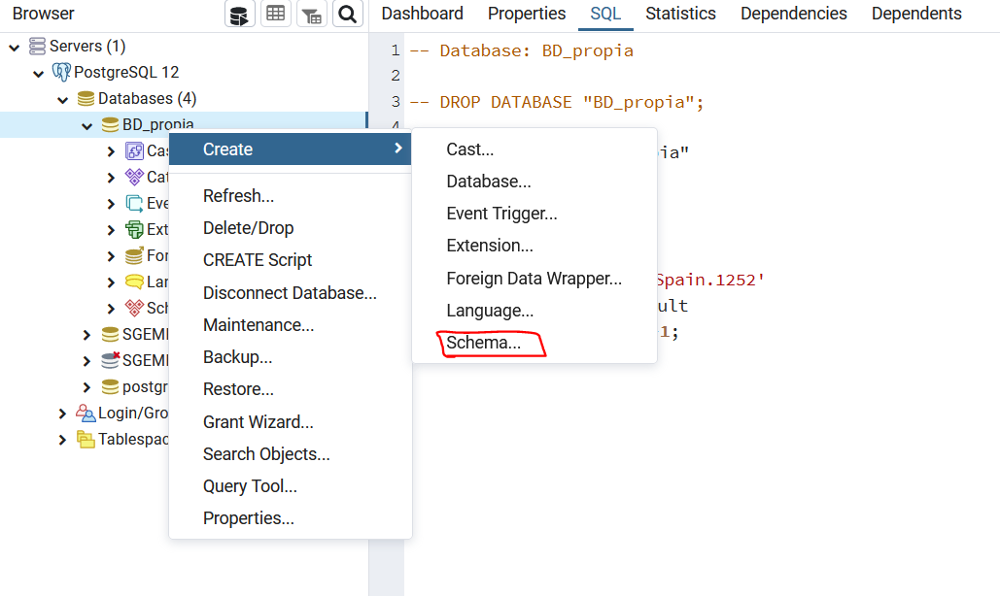 Browser
Dashboard Properties SQL Statistics Dependencies Dependents
Servers (1)
PostgreSQL 12
Databases (4)
BD_propia
Cas
Cat
Eve
Ext
For
Lan
Sch
SGEM
SGEM
postgr
Login/Gro
Tablespac
Create
Refresh...
Delete/Drop
CREATE Script
Disconnect Database...
Maintenance...
Backup...
Restore...
Grant Wizard...
Search Objects...
Query Tool...
Properties...
Cast...
Database...
Event Trigger...
Extension...
Foreign Data Wrapper...
Language...
Schema...
1 -- Database: BD_propia
2
3 -- DROP DATABASE "BD_propia";
4
ia"
Spain.1252'
ult
1;